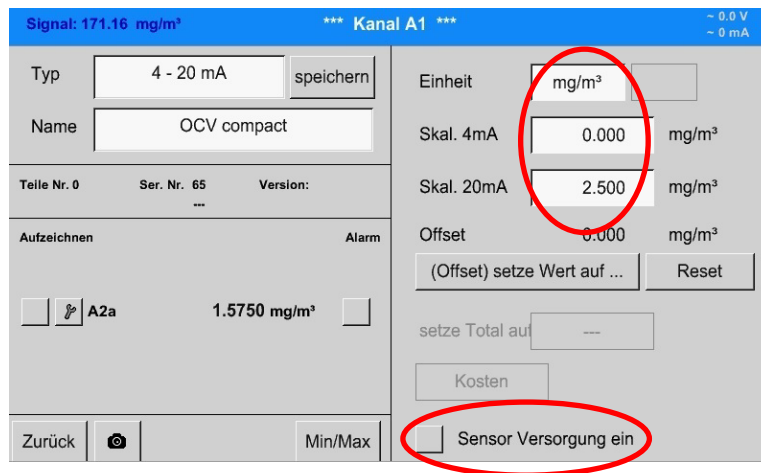 Signal: 171.16 mg/m³ *** Kanal A1 *** ~ 0.0 V
~ 0 mA
Typ 4 - 20 mA speichern
Name OCV compact
Teile Nr. 0 Ser. Nr. 65 Version:
---
Aufzeichnen Alarm
A2a 1.5750 mg/m³
Zurück Min/Max
Einheit mg/m³
Skal. 4mA 0.000 mg/m³
Skal. 20mA 2.500 mg/m³
Offset 0.000 mg/m³
(Offset) setze Wert auf ... Reset
setze Total auf ---
Kosten
Sensor Versorgung ein